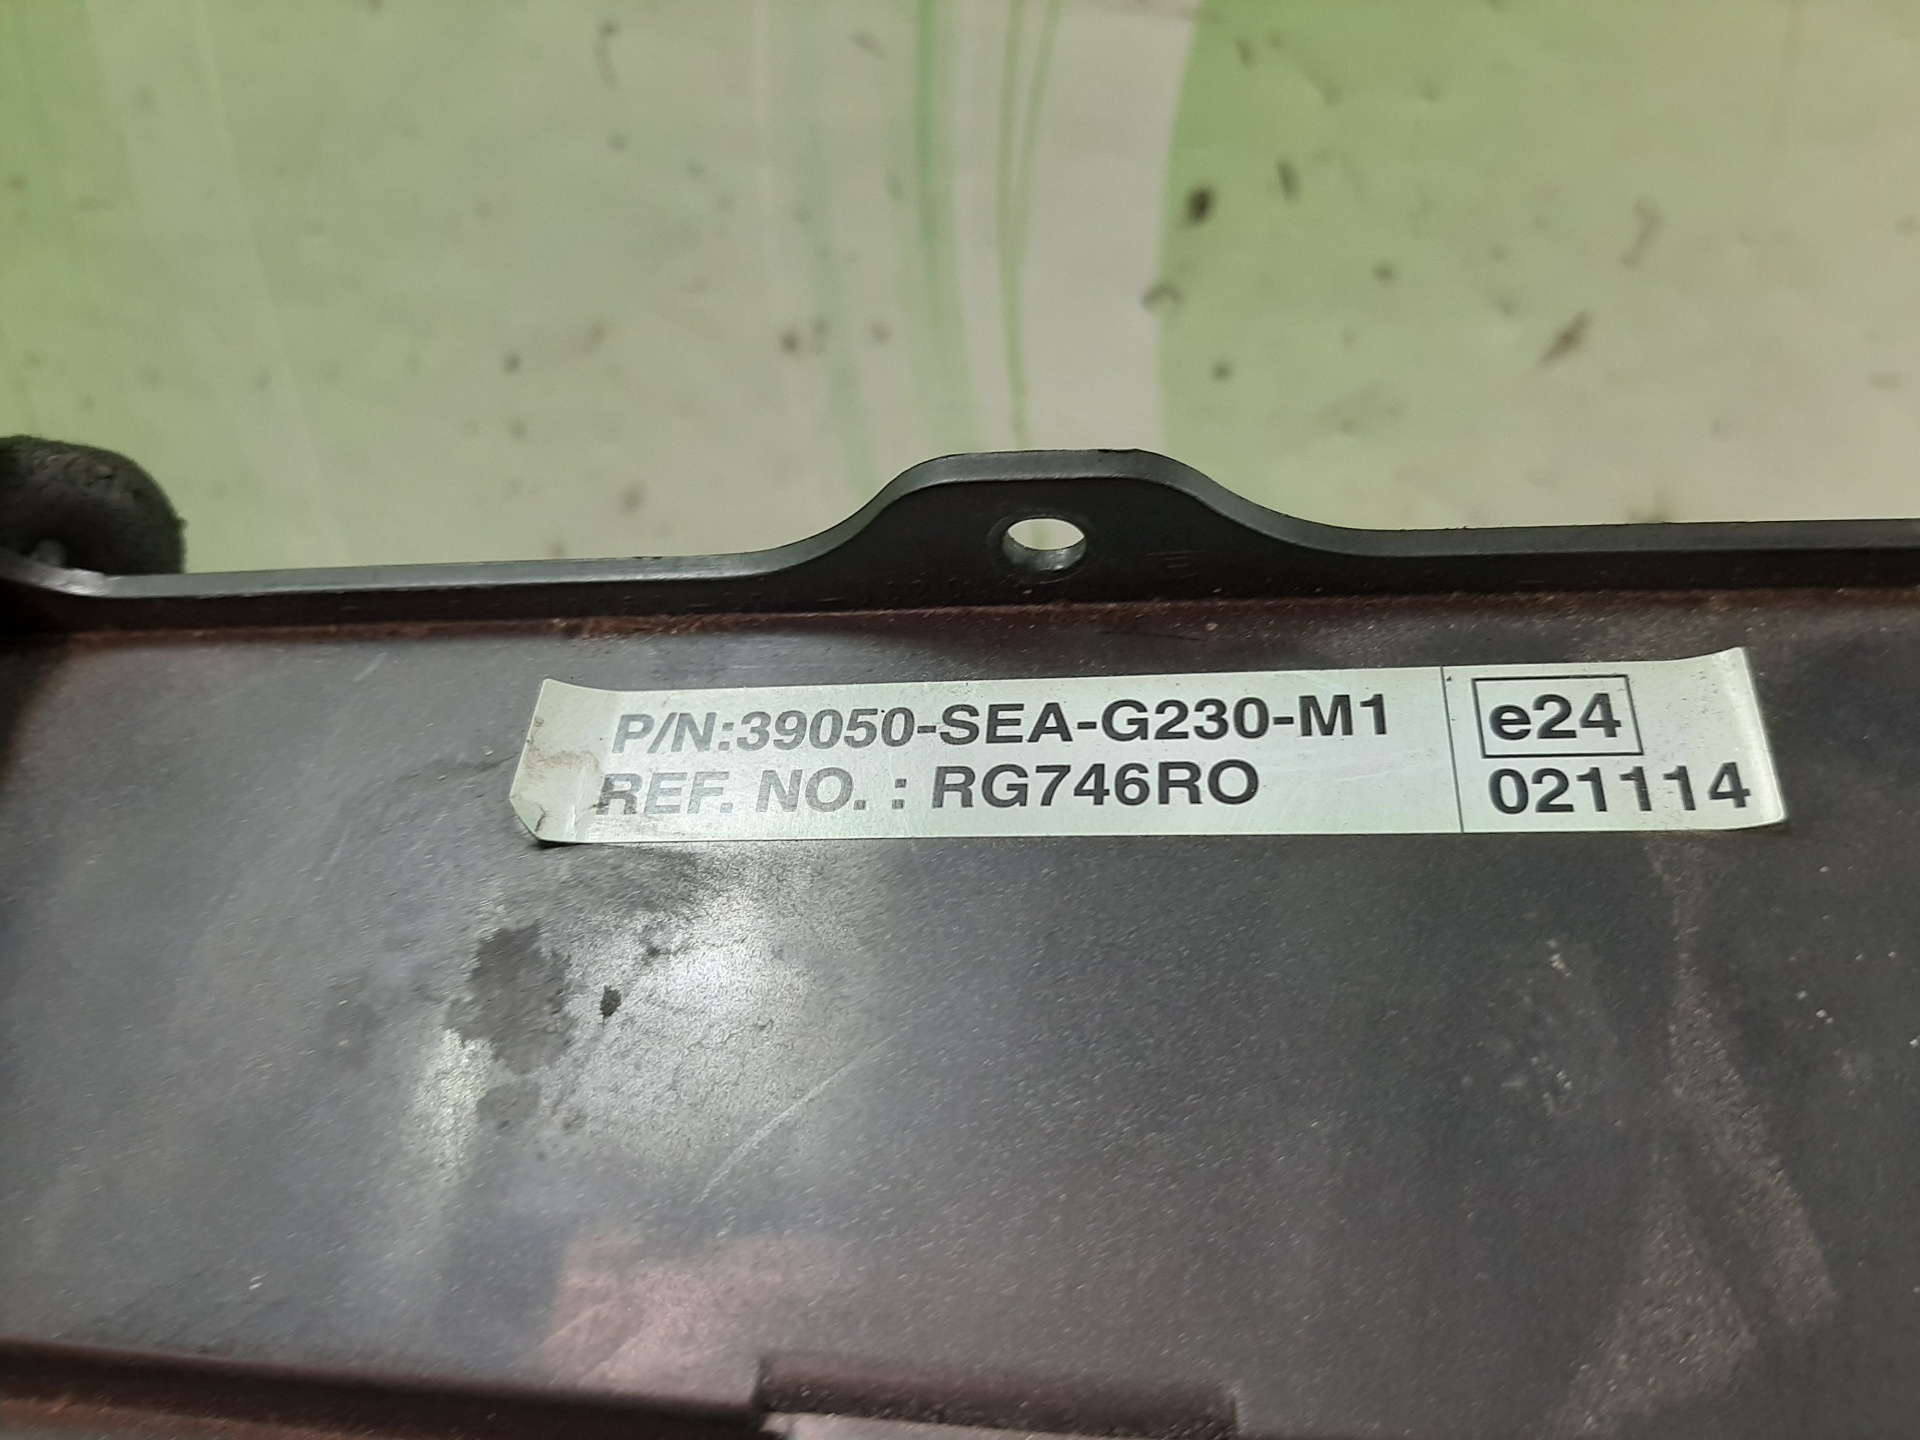 P/N:39050-SEA-G230-M1
REF. NO. : RG746RO
e24
021114